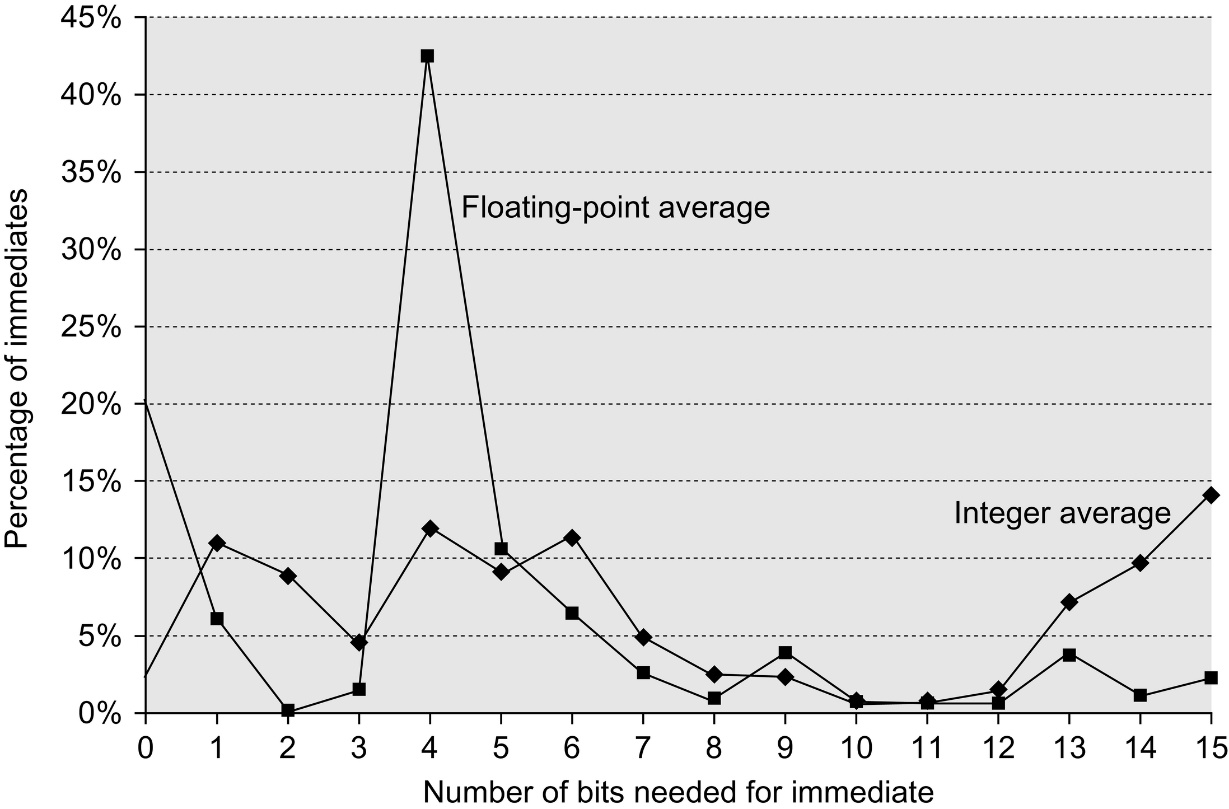 45%
40%
35%
30%
25%
20%
15%
10%
5%
0%
Percentage of immediates
Floating-point average
Integer average
0 1 2 3 4 5 6 7 8 9 10 11 12 13 14 15
Number of bits needed for immediate